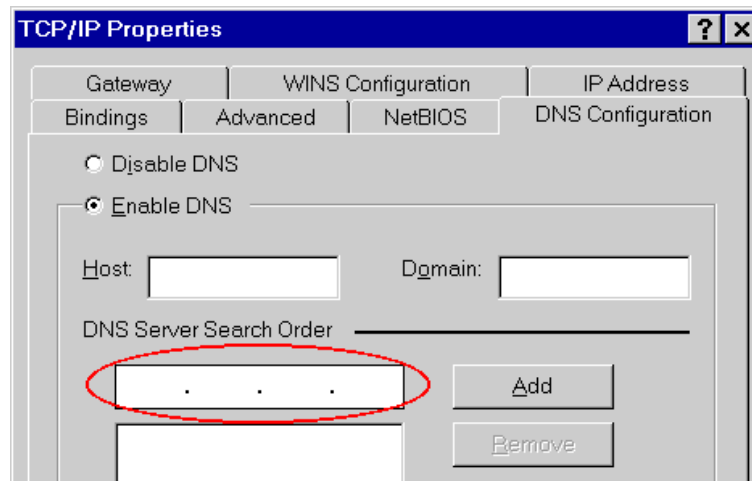 TCP/IP Properties
Gateway WINS Configuration IP Address
Bindings Advanced NetBIOS DNS Configuration
Disable DNS
Enable DNS
Host: Domain:
DNS Server Search Order
. . . Add
Remove